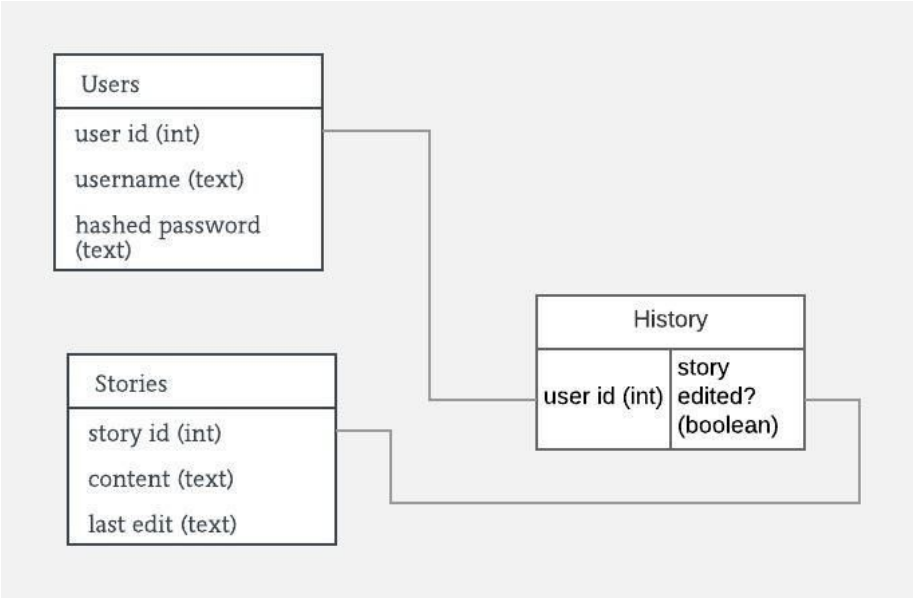 Users
user id (int)
username (text)
hashed password
(text)
Stories
story id (int)
content (text)
last edit (text)
History
user id (int)
story
edited?
(boolean)